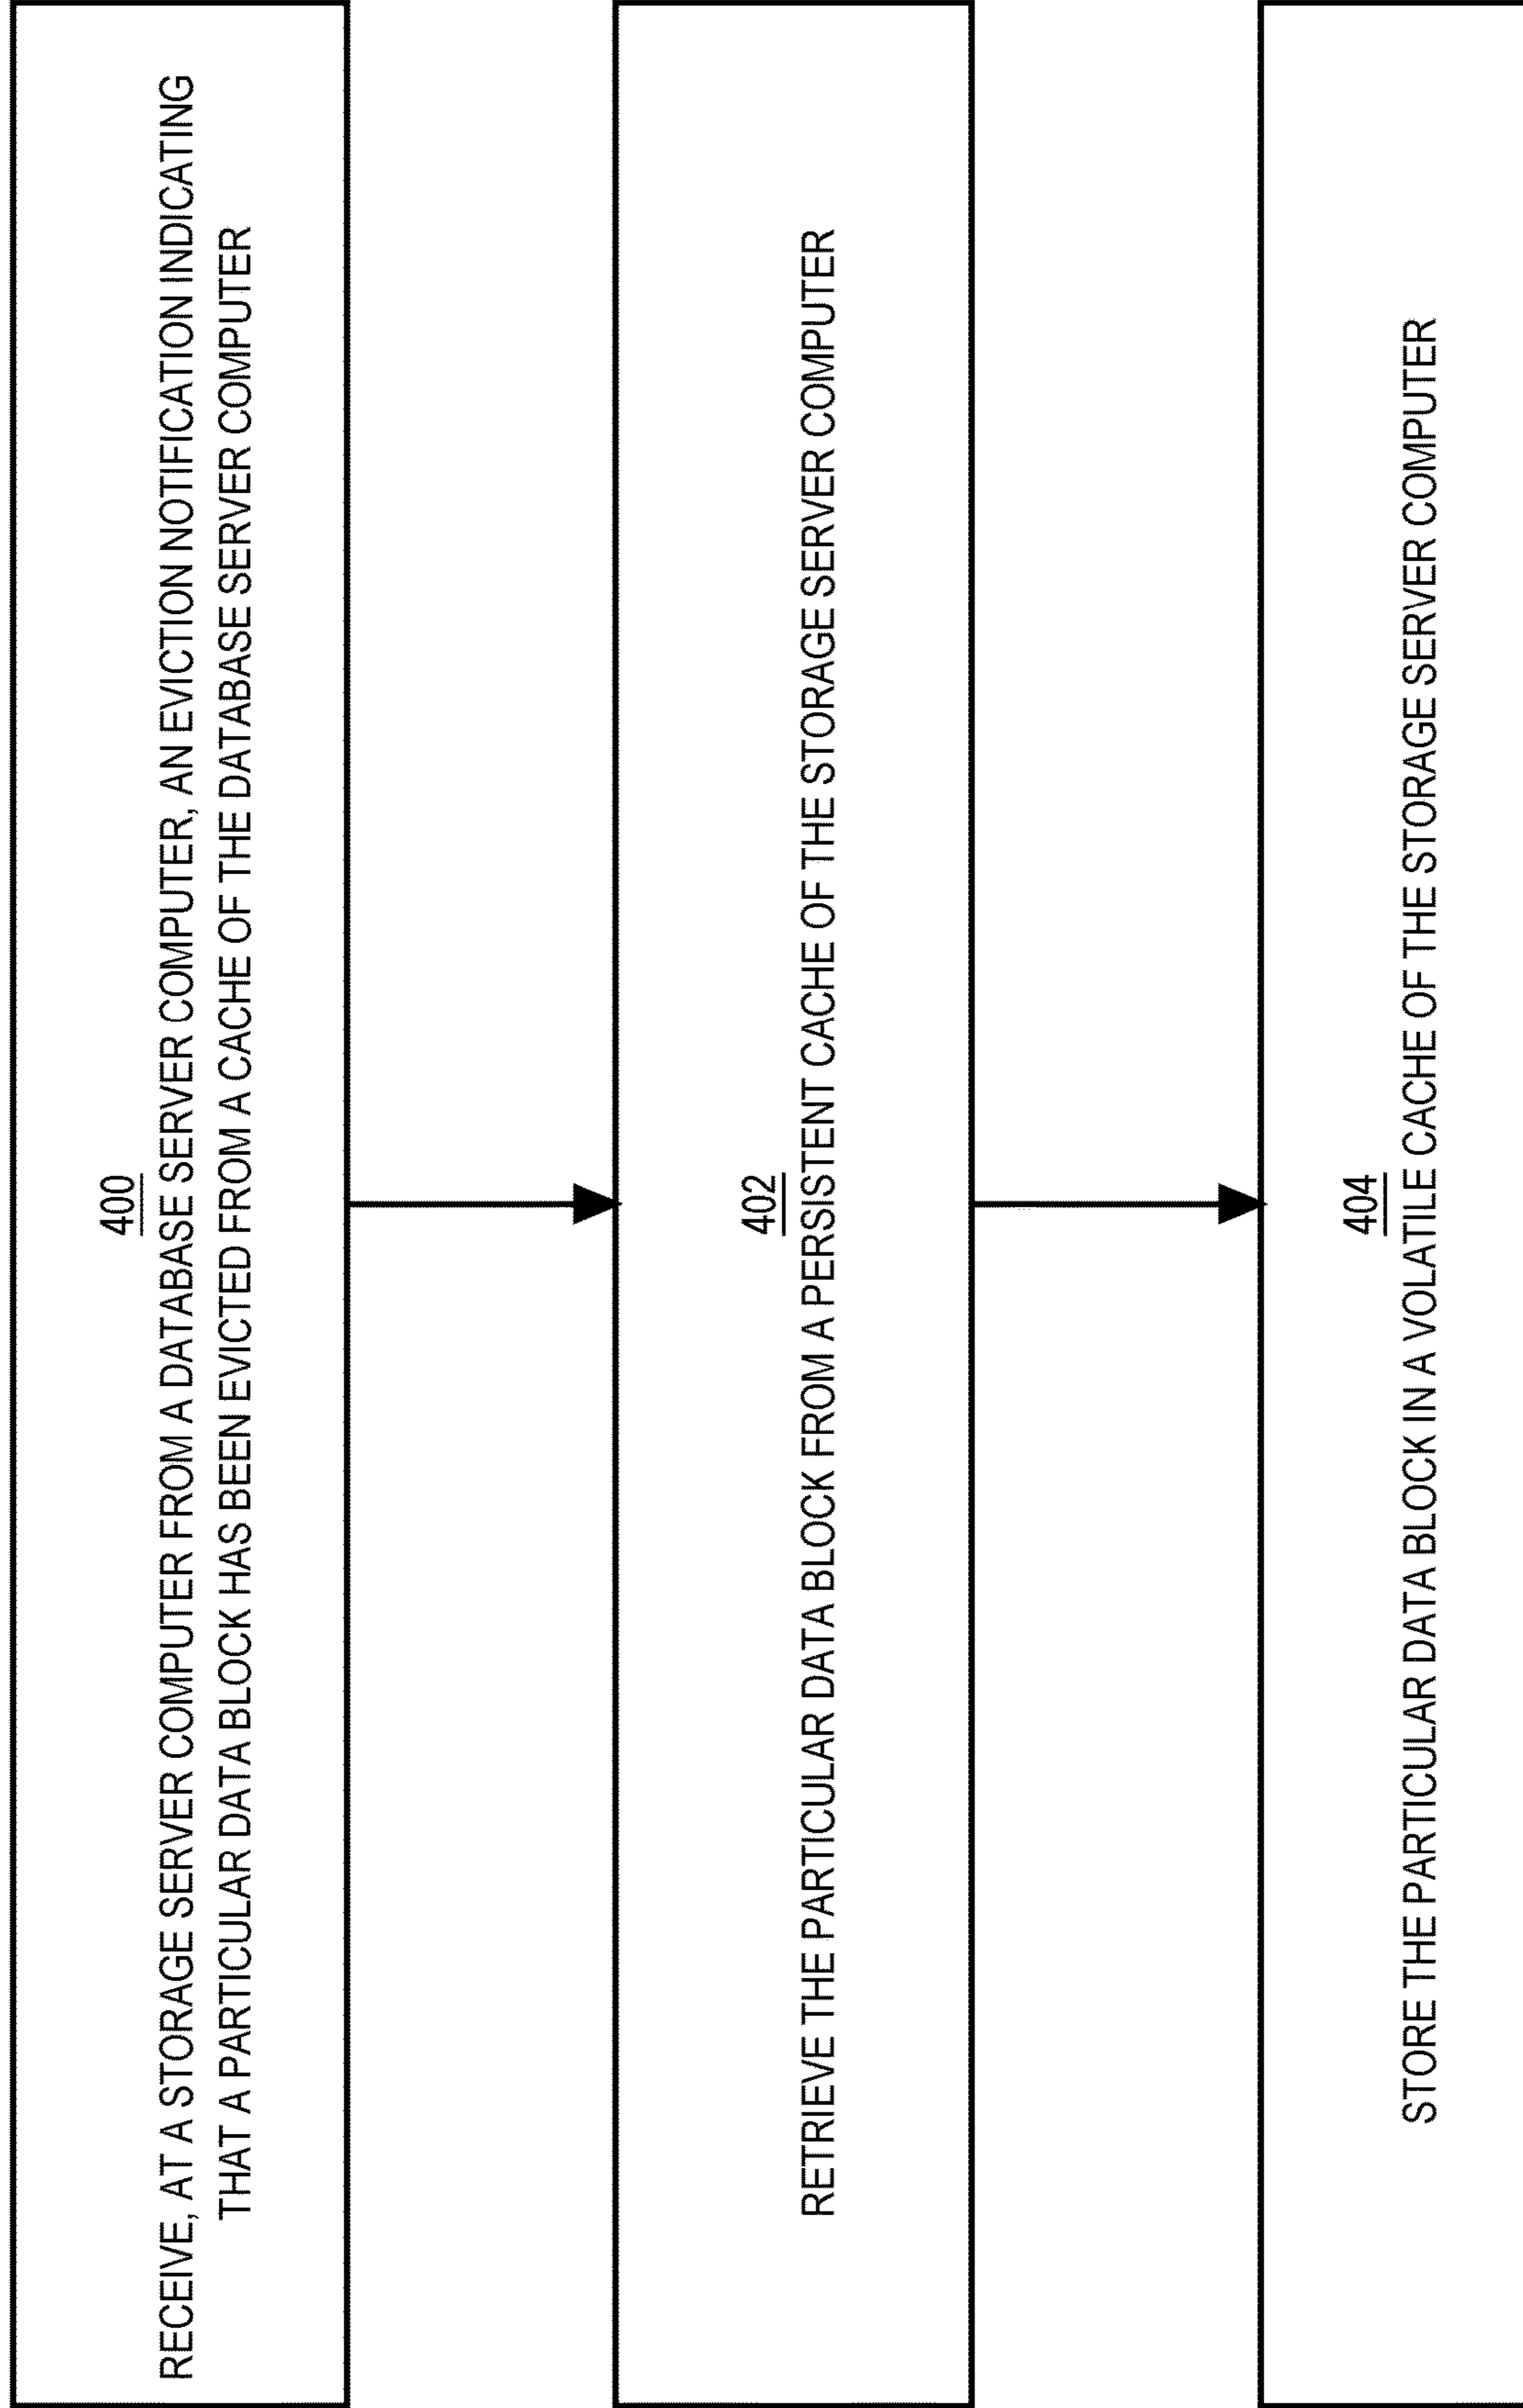 400
RECEIVE, AT A STORAGE SERVER COMPUTER FROM A DATABASE SERVER COMPUTER, AN EVICTION NOTIFICATION INDICATING
THAT A PARTICULAR DATA BLOCK HAS BEEN EVICTED FROM A CACHE OF THE DATABASE SERVER COMPUTER
402
RETRIEVE THE PARTICULAR DATA BLOCK FROM A PERSISTENT CACHE OF THE STORAGE SERVER COMPUTER
404
STORE THE PARTICULAR DATA BLOCK IN A VOLATILE CACHE OF THE STORAGE SERVER COMPUTER